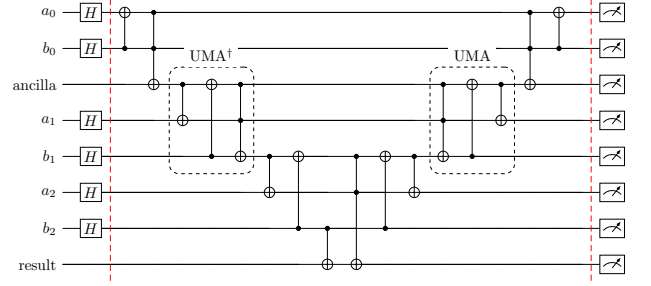 a₀ H
b₀ H
UMA† UMA
ancilla
a₁ H
b₁ H
a₂ H
b₂ H
result